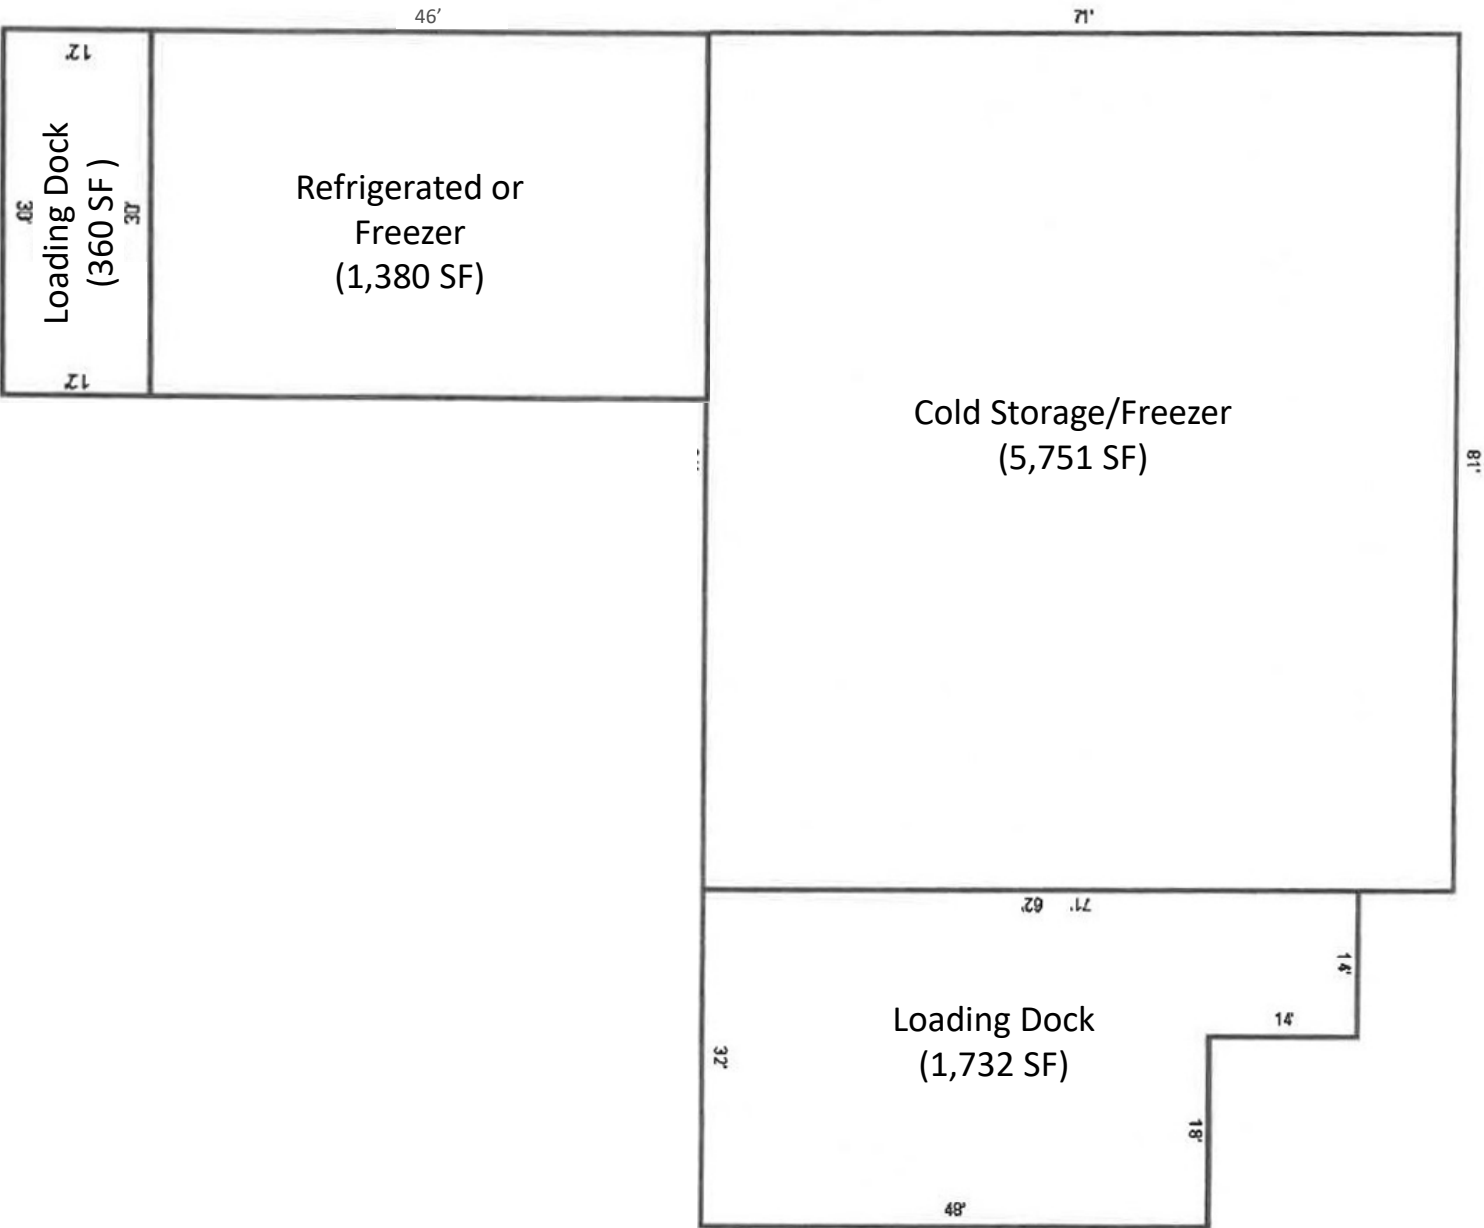 46’
71'
12'
Loading Dock
(360 SF )
30'
30'
12'
Refrigerated or
Freezer
(1,380 SF)
Cold Storage/Freezer
(5,751 SF)
81'
62' 71'
14'
14'
Loading Dock
(1,732 SF)
32'
18'
48'